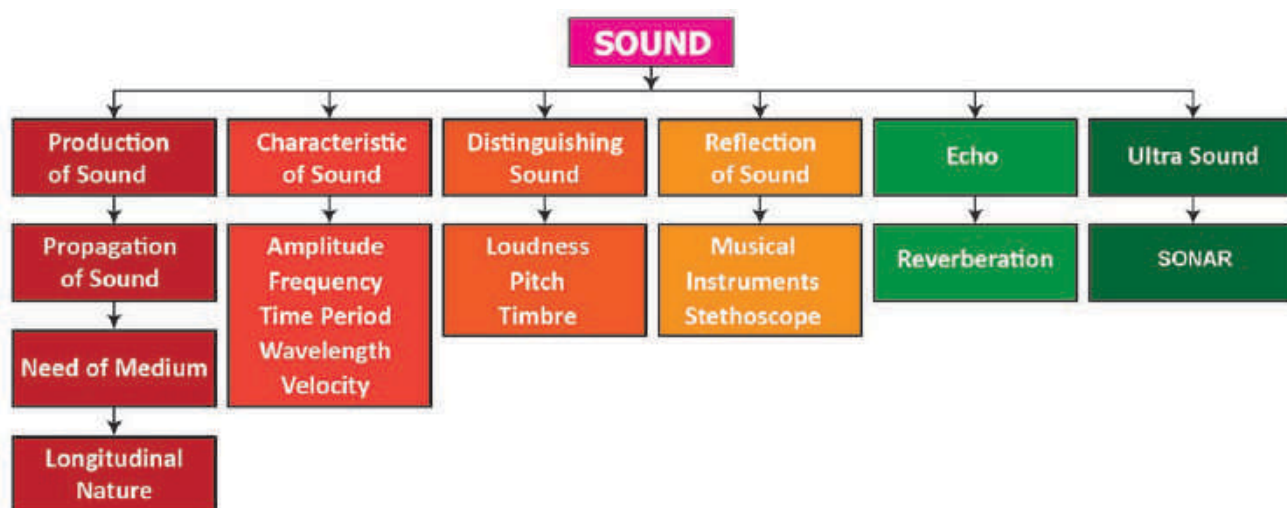 SOUND
Production
of Sound
Characteristic
of Sound
Distinguishing
Sound
Reflection
of Sound
Echo
Ultra Sound
Propagation
of Sound
Amplitude
Frequency
Time Period
Wavelength
Velocity
Loudness
Pitch
Timbre
Musical
Instruments
Stethoscope
Reverberation
SONAR
Need of Medium
Longitudinal
Nature